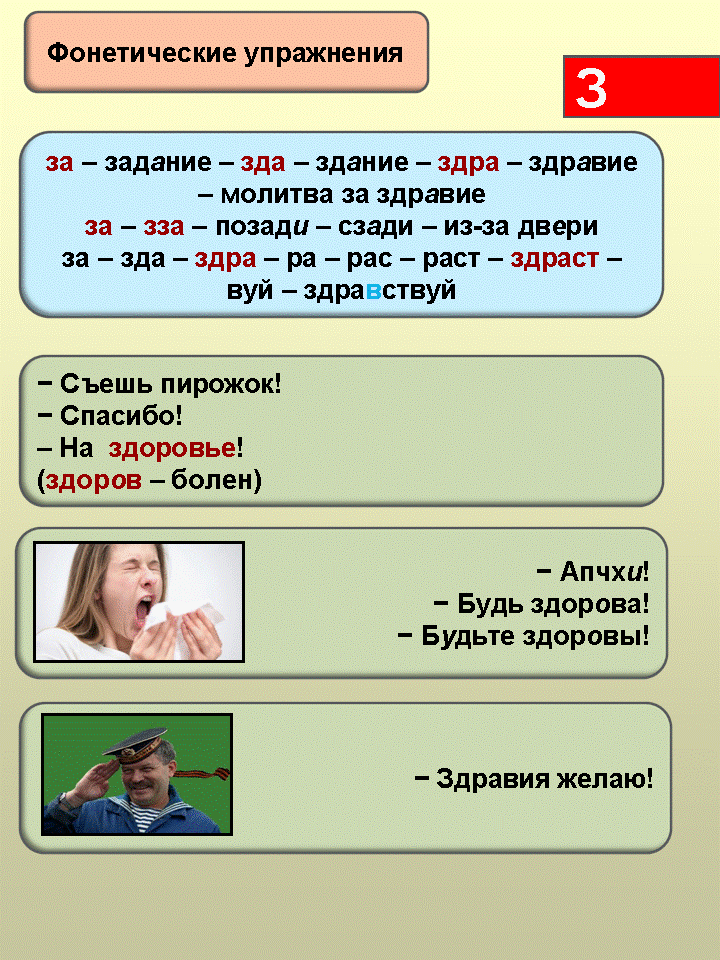 Фонетические упражнения
З
за – задание – зда – здание – здра – здравие
– молитва за здравие
за – зза – позади – сзади – из-за двери
за – зда – здра – ра – рас – раст – здраст –
вуй – здравствуй
– Съешь пирожок!
– Спасибо!
– На здоровье!
(здоров – болен)
– Апчхи!
– Будь здорова!
– Будьте здоровы!
– Здравия желаю!